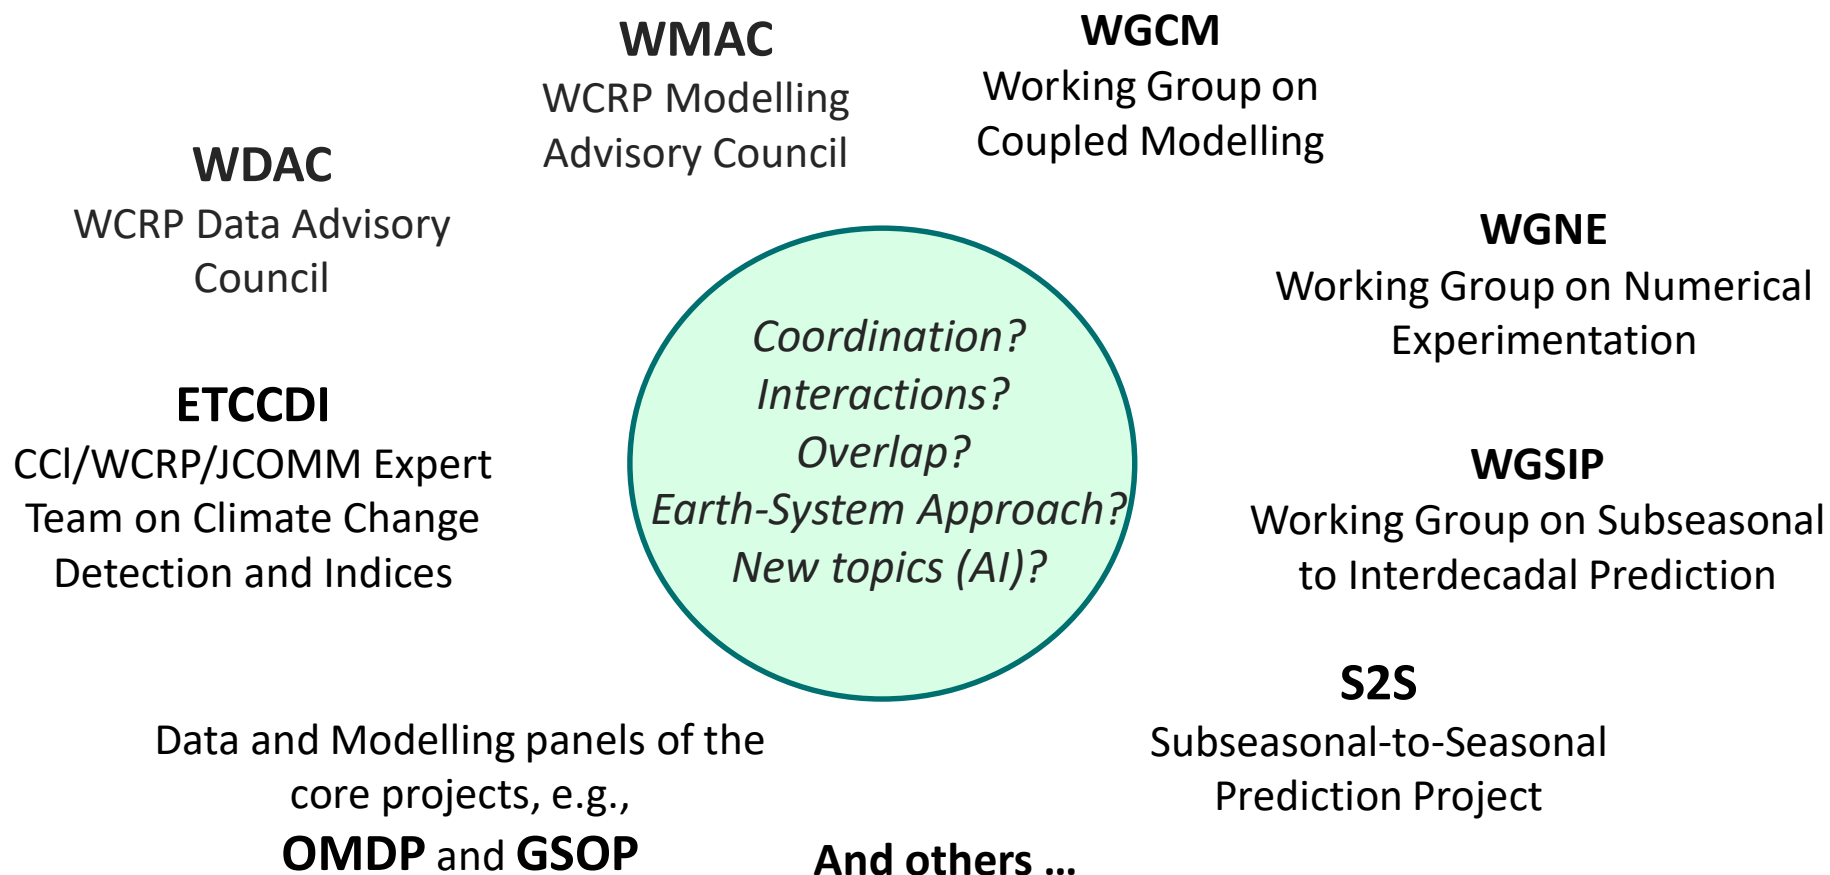 WMAC
WCRP Modelling
Advisory Council
WGCM
Working Group on
Coupled Modelling
WDAC
WCRP Data Advisory
Council
WGNE
Working Group on Numerical
Experimentation
Coordination?
Interactions?
Overlap?
Earth-System Approach?
New topics (AI)?
ETCCDI
CCl/WCRP/JCOMM Expert
Team on Climate Change
Detection and Indices
WGSIP
Working Group on Subseasonal
to Interdecadal Prediction
S2S
Subseasonal-to-Seasonal
Prediction Project
Data and Modelling panels of the
core projects, e.g.,
OMDP and GSOP
And others ...